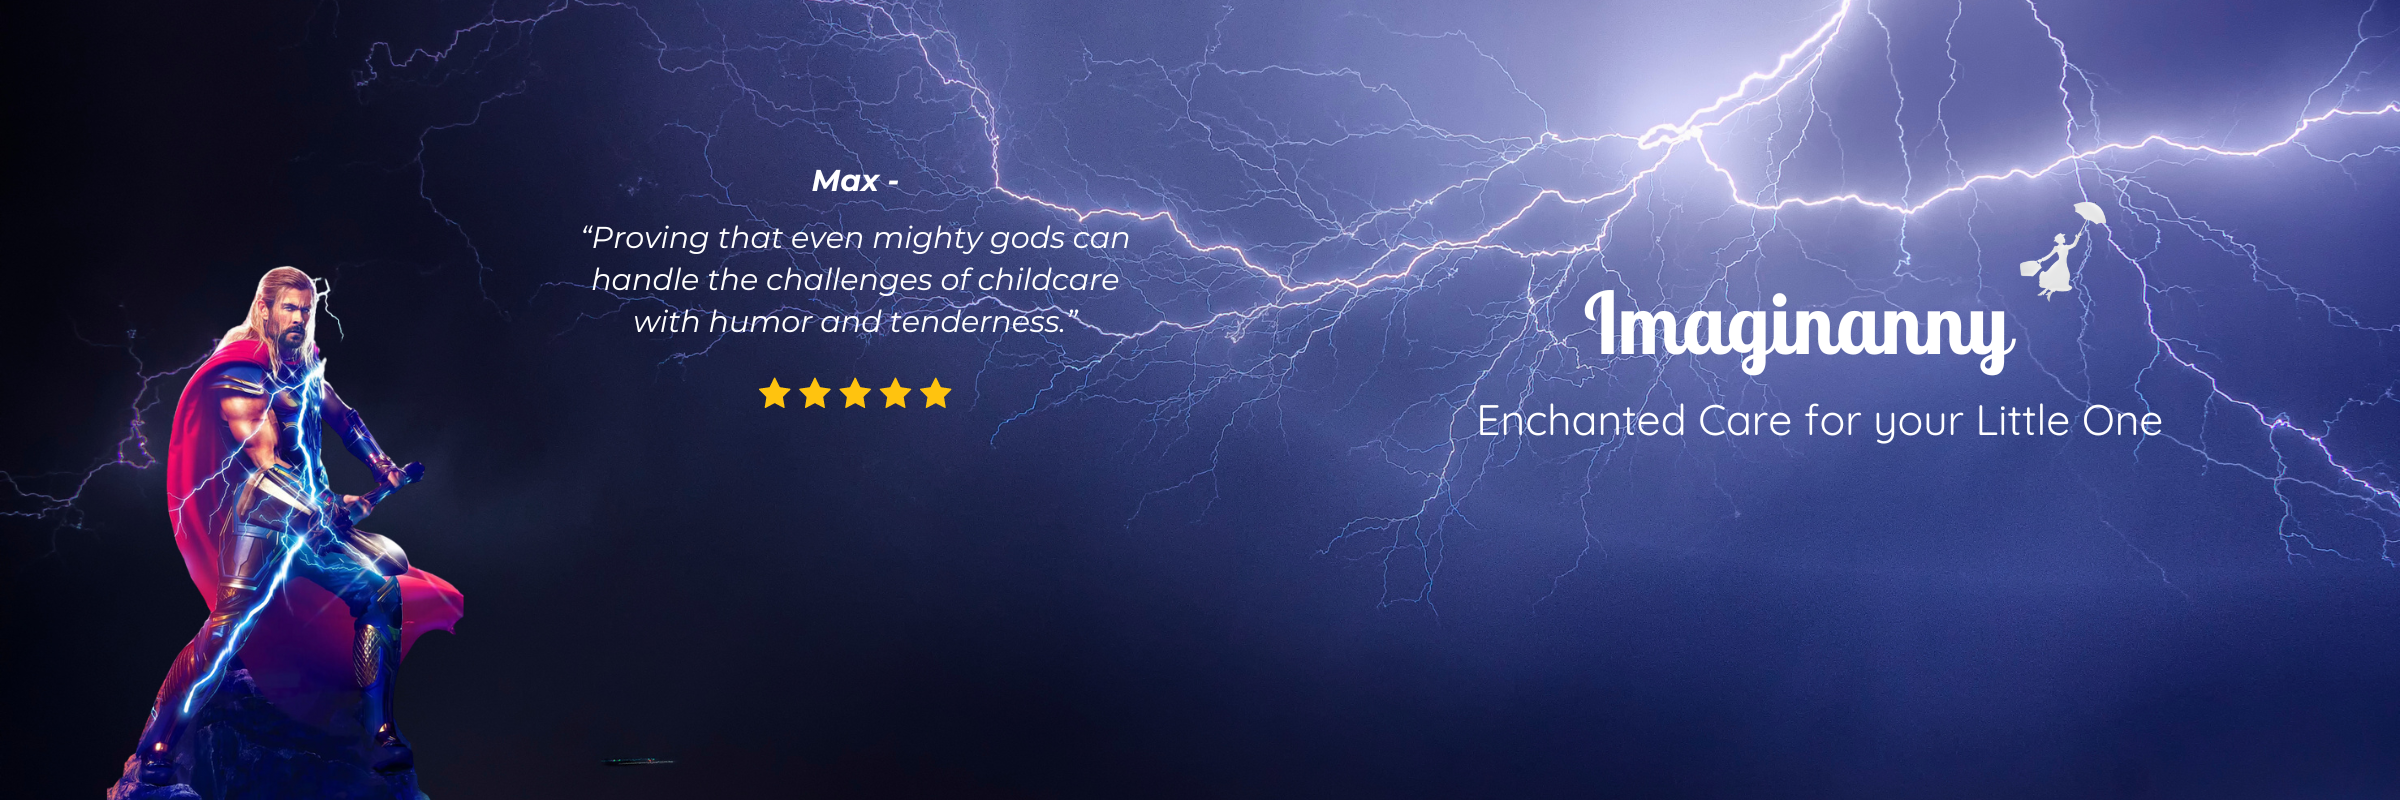 Max -
“Proving that even mighty gods can
handle the challenges of childcare
with humor and tenderness.”
Imaginanny
Enchanted Care for your Little One